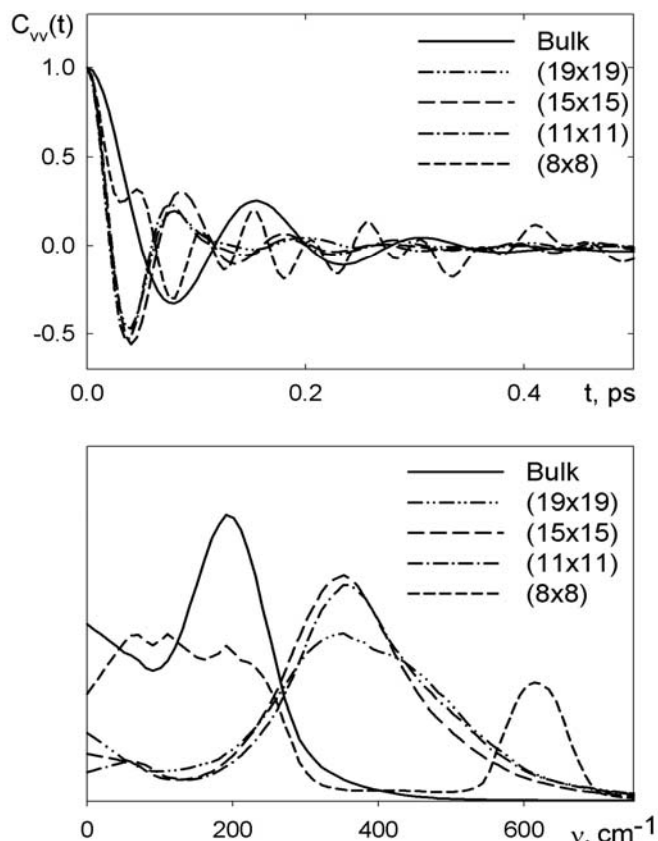 C_vv(t)
1.0
0.5
0.0
-0.5
Bulk
(19x19)
(15x15)
(11x11)
(8x8)
0.0 0.2 0.4
t, ps
Bulk
(19x19)
(15x15)
(11x11)
(8x8)
0 200 400 600
ν, cm⁻¹